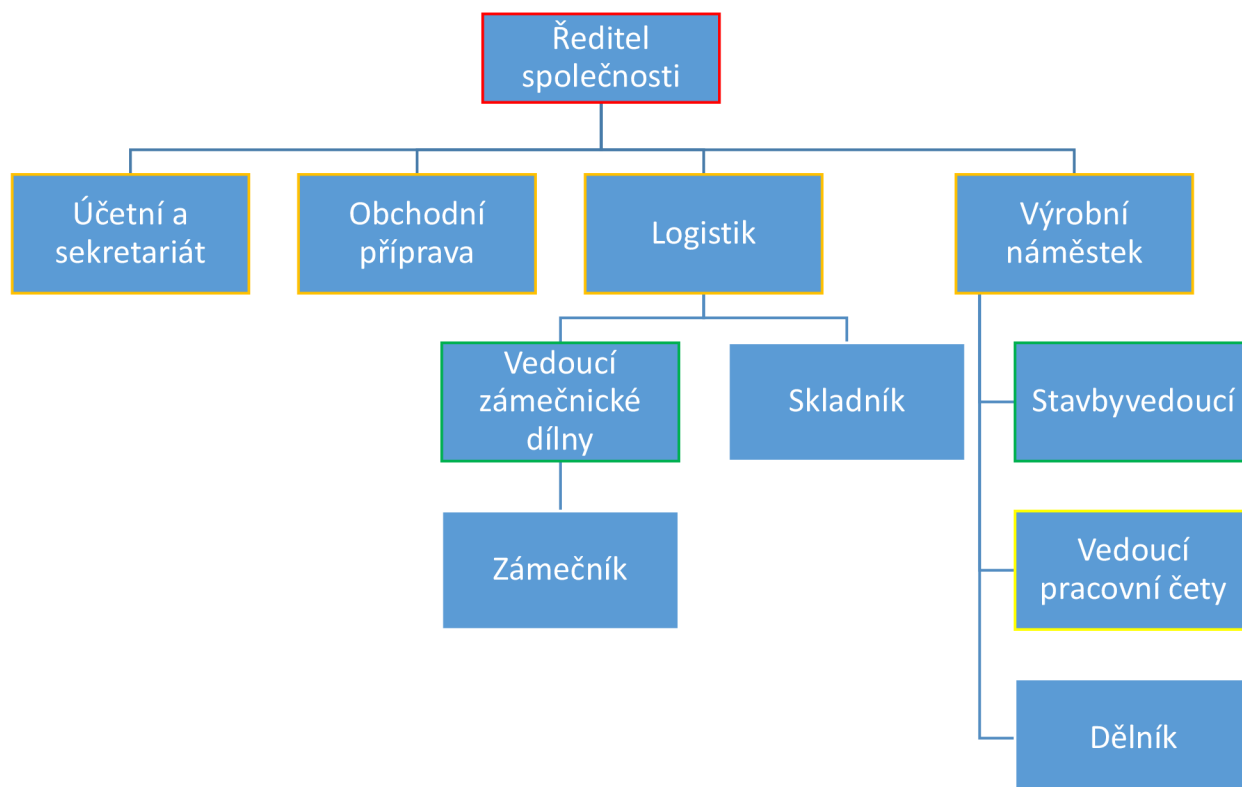 Ředitel
společnosti
Účetní a
sekretariát
Obchodní
příprava
Logistik
Výrobní
náměstek
Vedoucí
zámečnické
dílny
Skladník
Stavbyvedoucí
Zámečník
Vedoucí
pracovní čety
Dělník